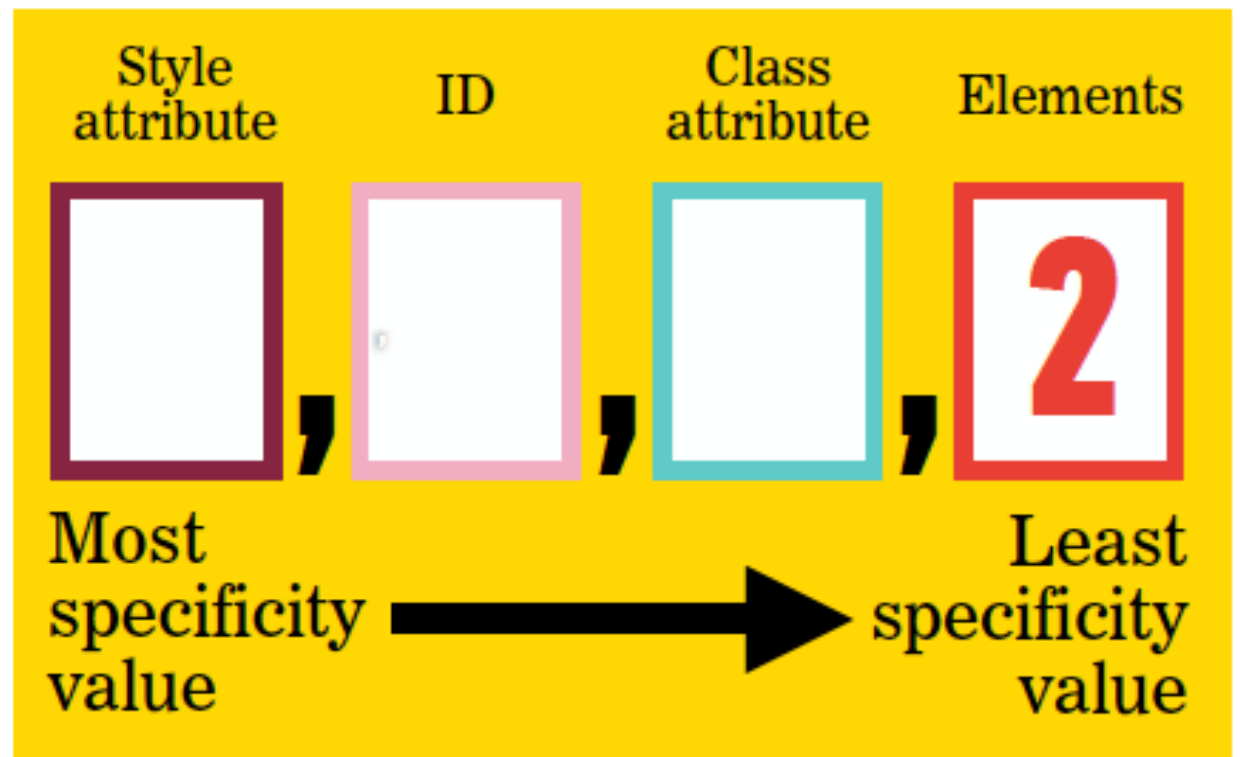 Style
attribute
ID
Class
attribute
Elements
, , , 2
Most
specificity
value
Least
specificity
value